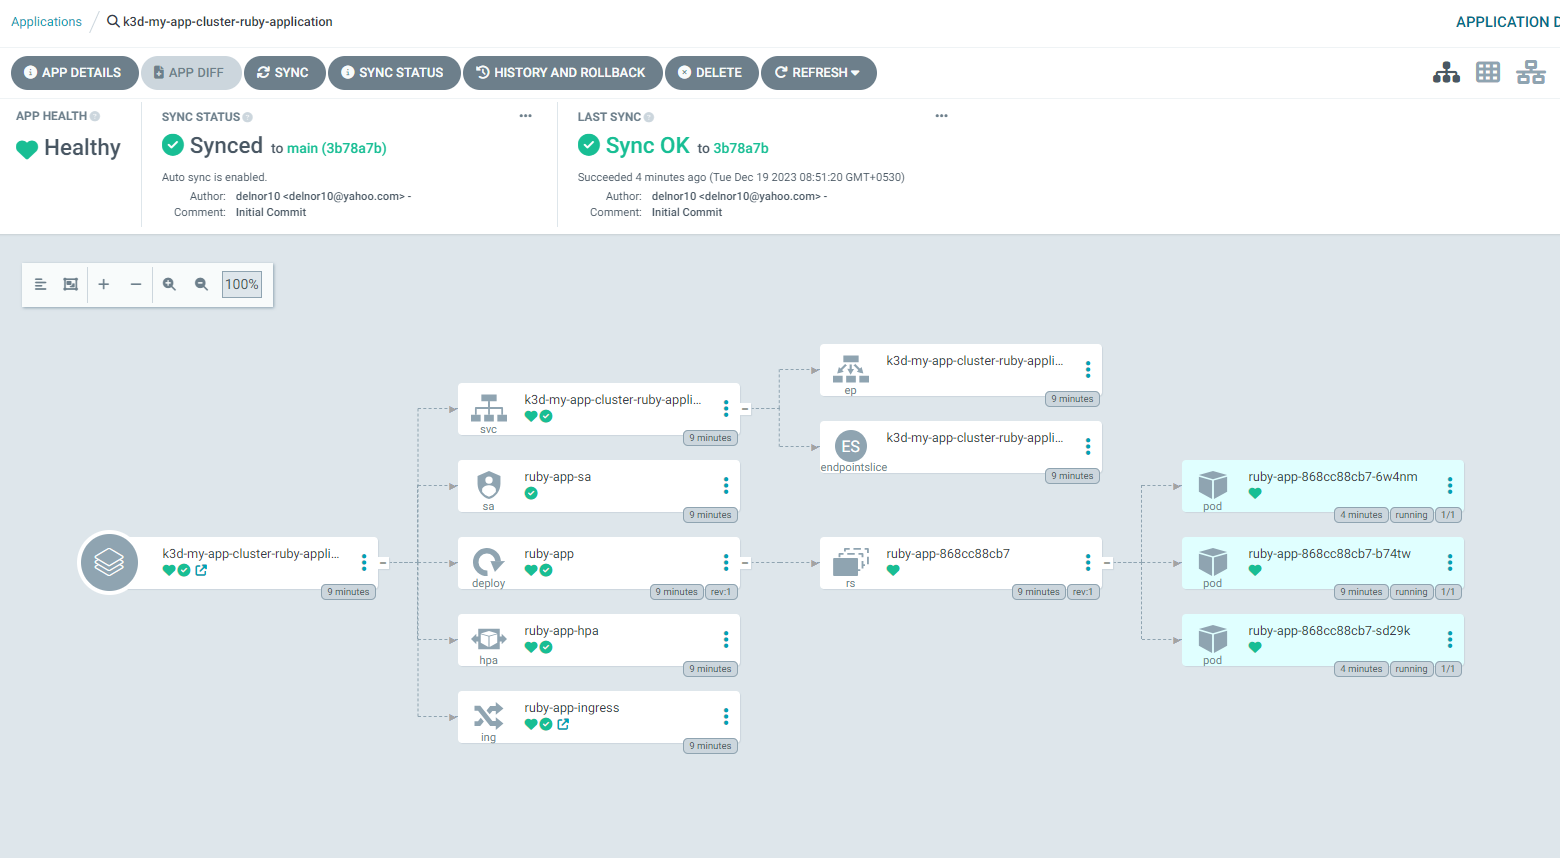 Applications / k3d-my-app-cluster-ruby-application
APPLICATION D
APP DETAILS APP DIFF SYNC SYNC STATUS HISTORY AND ROLLBACK DELETE REFRESH
APP HEALTH
Healthy
SYNC STATUS
Synced to main (3b78a7b)
Auto sync is enabled.
Author: delnor10 <delnor10@yahoo.com> -
Comment: Initial Commit
LAST SYNC
Sync OK to 3b78a7b
Succeeded 4 minutes ago (Tue Dec 19 2023 08:51:20 GMT+0530)
Author: delnor10 <delnor10@yahoo.com> -
Comment: Initial Commit
100%
k3d-my-app-cluster-ruby-appli...
9 minutes
k3d-my-app-cluster-ruby-appli...
svc
9 minutes
ruby-app-sa
sa
9 minutes
ruby-app
deploy
9 minutes rev:1
ruby-app-hpa
hpa
9 minutes
ruby-app-ingress
ing
9 minutes
k3d-my-app-cluster-ruby-appli...
ep
9 minutes
k3d-my-app-cluster-ruby-appli...
ES
endpointslice
9 minutes
ruby-app-868cc88cb7
rs
9 minutes rev:1
ruby-app-868cc88cb7-6w4nm
pod
4 minutes running 1/1
ruby-app-868cc88cb7-b74tw
pod
9 minutes running 1/1
ruby-app-868cc88cb7-sd29k
pod
4 minutes running 1/1